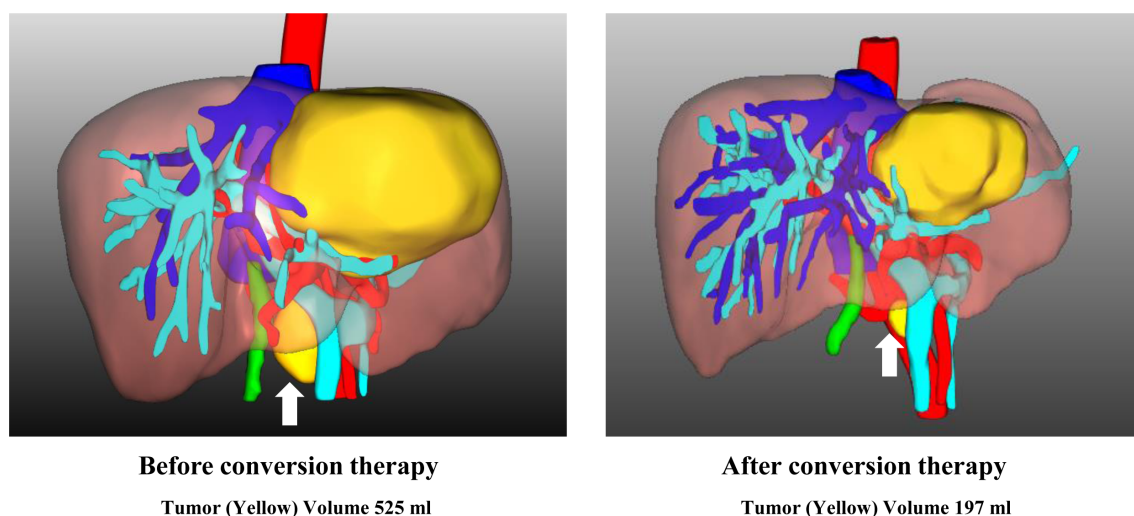 Before conversion therapy
After conversion therapy
Tumor (Yellow) Volume 525 ml
Tumor (Yellow) Volume 197 ml